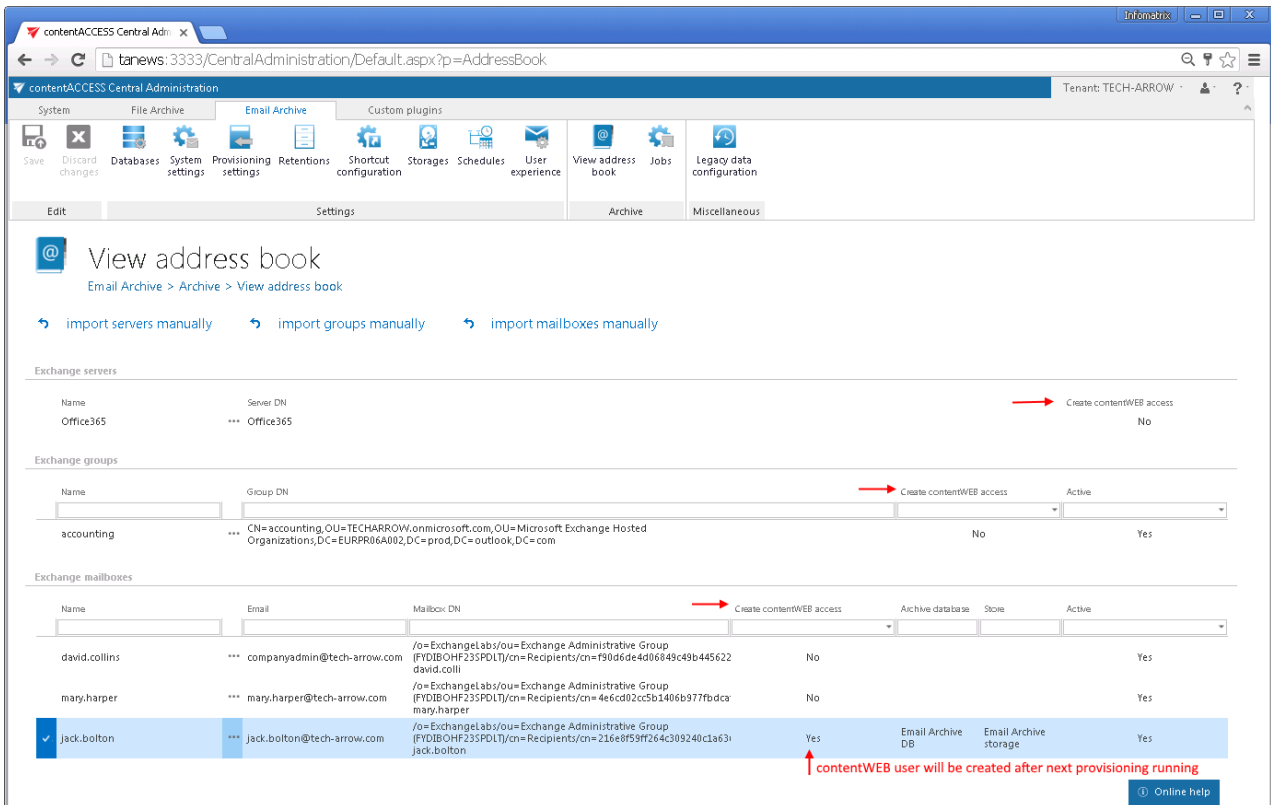 Infomatrix
contentACCESS Central Adm
tanews:3333/CentralAdministration/Default.aspx?p=AddressBook
contentACCESS Central Administration
Tenant: TECH-ARROW
?
System File Archive Email Archive Custom plugins
Save
Discard changes
Databases
System settings
Provisioning settings
Retentions
Shortcut configuration
Storages
Schedules
User experience
View address book
Jobs
Legacy data configuration
Edit Settings Archive Miscellaneous
View address book
Email Archive > Archive > View address book
import servers manually import groups manually import mailboxes manually
Exchange servers
Name Server DN Create contentWEB access
Office365 ••• Office365 No
Exchange groups
Name Group DN Create contentWEB access Active
accounting ••• CN=accounting,OU=TECHARROW.onmicrosoft.com,OU=Microsoft Exchange Hosted
Organizations,DC=EURPR06A002,DC=prod,DC=outlook,DC=com
No Yes
Exchange mailboxes
Name Email Mailbox DN Create contentWEB access Archive database Store Active
david.collins ••• companyadmin@tech-arrow.com
/o=ExchangeLabs/ou=Exchange Administrative Group
(FYDIBOHF23SPDLT)/cn=Recipients/cn=f90d6de4d06849c49b445622
david.colli
No Yes
mary.harper ••• mary.harper@tech-arrow.com
/o=ExchangeLabs/ou=Exchange Administrative Group
(FYDIBOHF23SPDLT)/cn=Recipients/cn=4e6cd02cc5b1406b977fbdca
mary.harper
No Yes
jack.bolton ••• jack.bolton@tech-arrow.com
/o=ExchangeLabs/ou=Exchange Administrative Group
(FYDIBOHF23SPDLT)/cn=Recipients/cn=216e8f59ff264c309240c1a63
jack.bolton
Yes
Email Archive DB
Email Archive storage
Yes
contentWEB user will be created after next provisioning running
Online help